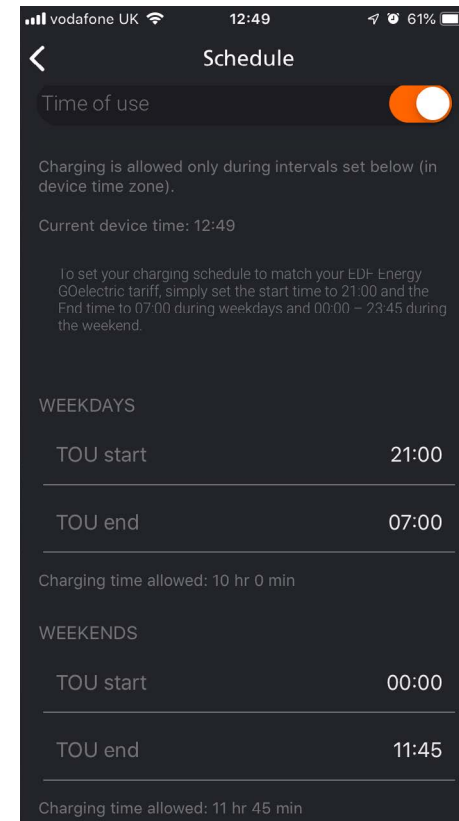 vodafone UK 12:49 61%
Schedule
Time of use
Charging is allowed only during intervals set below (in
device time zone).
Current device time: 12:49
To set your charging schedule to match your EDF Energy
GOelectric tariff, simply set the start time to 21:00 and the
End time to 07:00 during weekdays and 00:00 – 23:45 during
the weekend.
WEEKDAYS
TOU start 21:00
TOU end 07:00
Charging time allowed: 10 hr 0 min
WEEKENDS
TOU start 00:00
TOU end 11:45
Charging time allowed: 11 hr 45 min